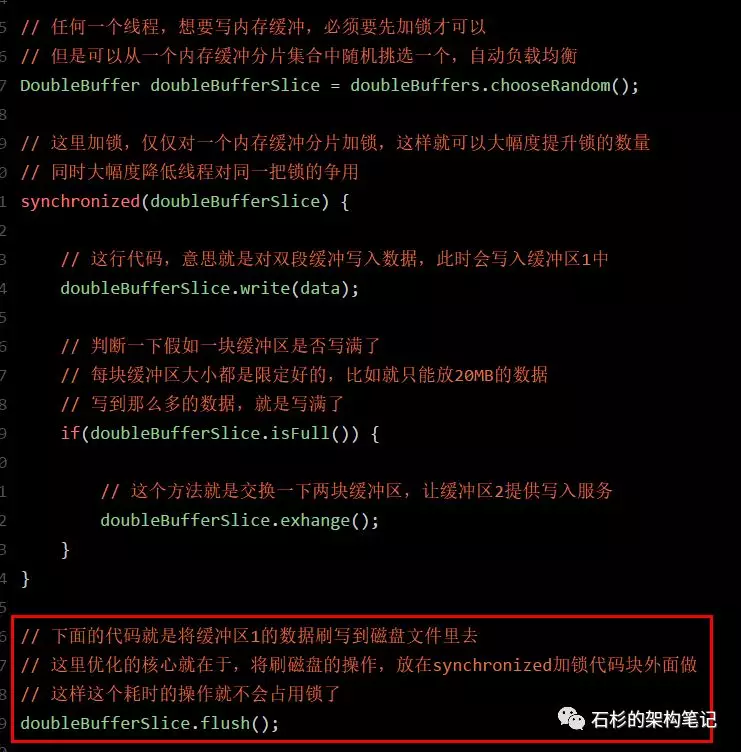 5 // 任何一个线程，想要写内存缓冲，必须要先加锁才可以
6 // 但是可以从一个内存缓冲分片集合中随机挑选一个，自动负载均衡
7 DoubleBuffer doubleBufferSlice = doubleBuffers.chooseRandom();
8
9 // 这里加锁，仅仅对一个内存缓冲分片加锁，这样就可以大幅度提升锁的数量
0 // 同时大幅度降低线程对同一把锁的争用
1 synchronized(doubleBufferSlice) {
2
3 // 这行代码，意思就是对双段缓冲写入数据，此时会写入缓冲区1中
4 doubleBufferSlice.write(data);
5
6 // 判断一下假如一块缓冲区是否写满了
7 // 每块缓冲区大小都是限定好的，比如就只能放20MB的数据
8 // 写到那么多的数据，就是写满了
9 if(doubleBufferSlice.isFull()) {
0
1 // 这个方法就是交换一下两块缓冲区，让缓冲区2提供写入服务
2 doubleBufferSlice.exhange();
3 }
4 }
5
6 // 下面的代码就是将缓冲区1的数据刷写到磁盘文件里去
7 // 这里优化的核心就在于，将刷磁盘的操作，放在synchronized加锁代码块外面做
8 // 这样这个耗时的操作就不会占用锁了
9 doubleBufferSlice.flush();
石杉的架构笔记